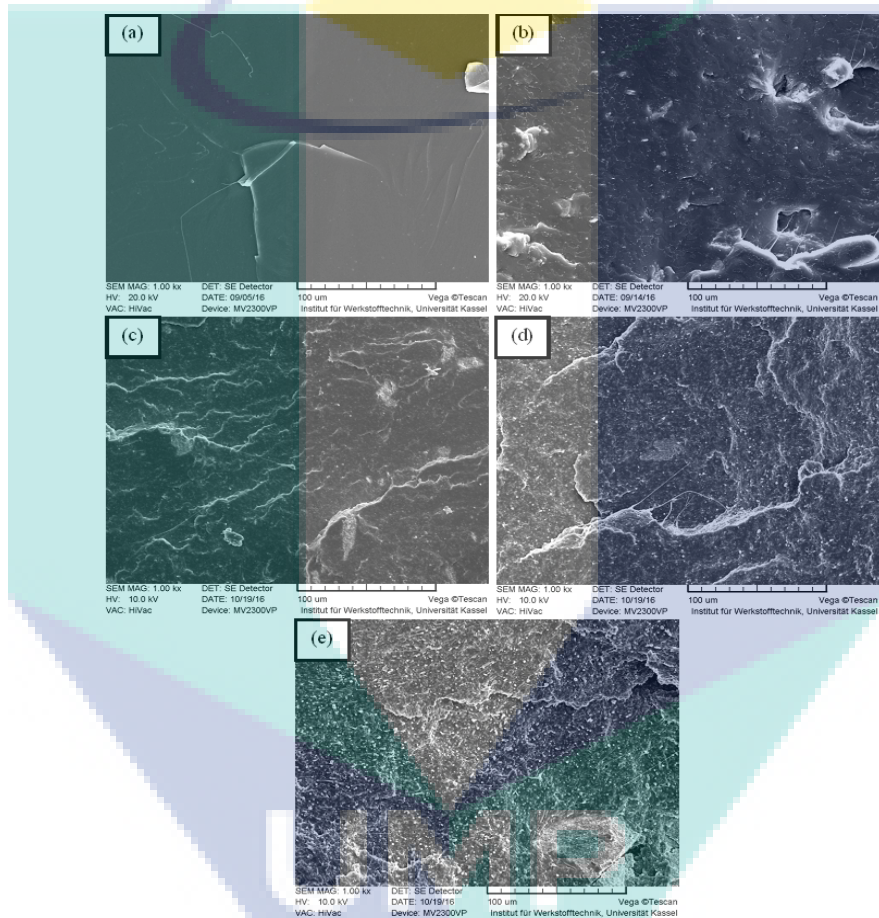 (a)
SEM MAG: 1.00 kx DET: SE Detector
HV: 20.0 kV DATE: 09/05/16 100 um Vega ©Tescan
VAC: HiVac Device: MV2300VP Institut für Werkstofftechnik, Universität Kassel
(b)
SEM MAG: 1.00 kx DET: SE Detector
HV: 20.0 kV DATE: 09/14/16 100 um Vega ©Tescan
VAC: HiVac Device: MV2300VP Institut für Werkstofftechnik, Universität Kassel
(c)
SEM MAG: 1.00 kx DET: SE Detector
HV: 10.0 kV DATE: 10/19/16 100 um Vega ©Tescan
VAC: HiVac Device: MV2300VP Institut für Werkstofftechnik, Universität Kassel
(d)
SEM MAG: 1.00 kx DET: SE Detector
HV: 10.0 kV DATE: 10/19/16 100 um Vega ©Tescan
VAC: HiVac Device: MV2300VP Institut für Werkstofftechnik, Universität Kassel
(e)
UMP
SEM MAG: 1.00 kx DET: SE Detector
HV: 10.0 kV DATE: 10/19/16 100 um Vega ©Tescan
VAC: HiVac Device: MV2300VP Institut für Werkstofftechnik, Universität Kassel